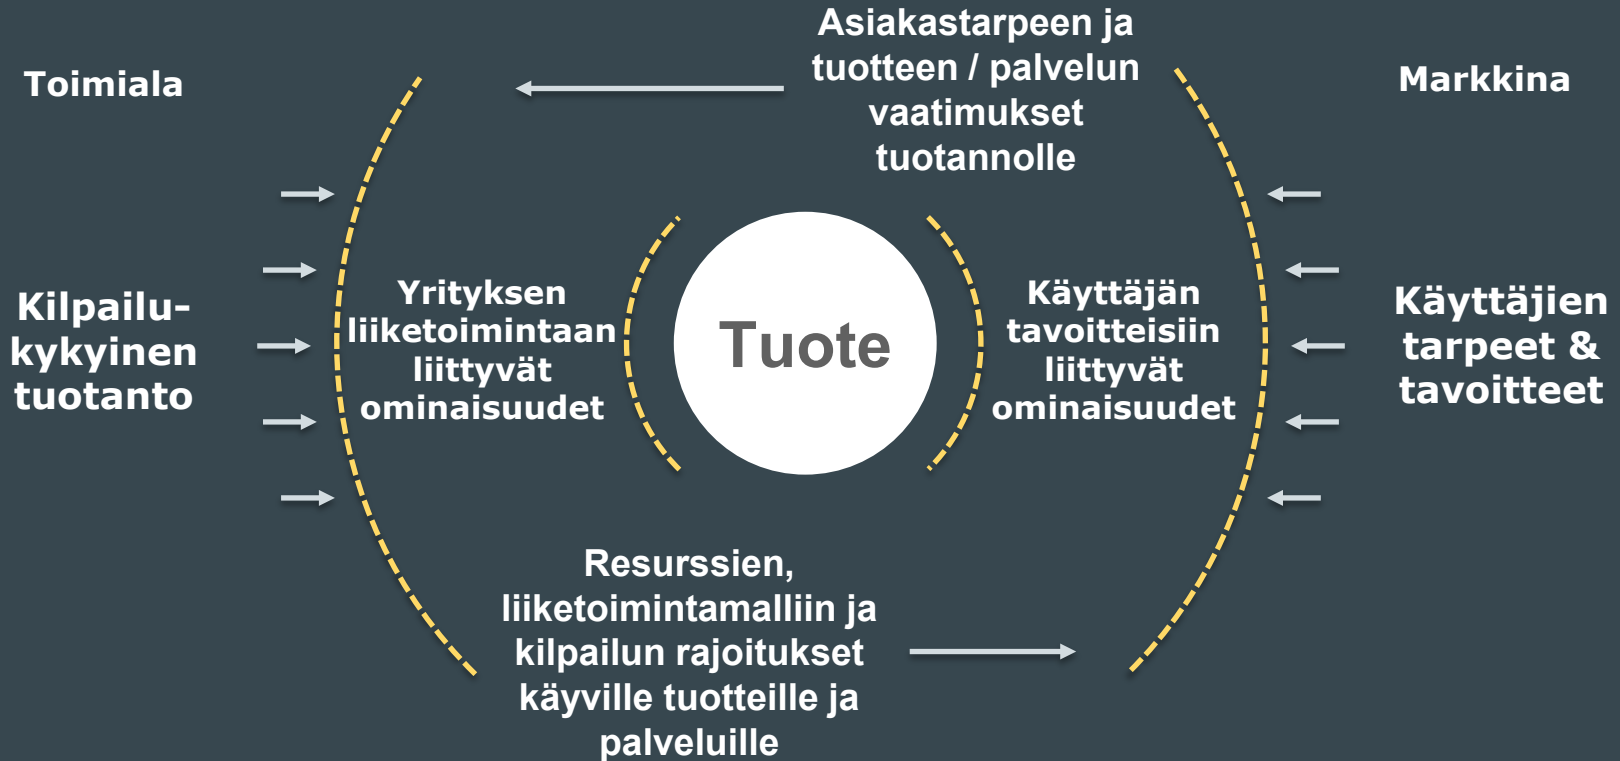 Toimiala
Asiakastarpeen ja
tuotteen / palvelun
vaatimukset
tuotannolle
Markkina
Kilpailu-
kykyinen
tuotanto
Yrityksen
liiketoimintaan
liittyvät
ominaisuudet
Tuote
Käyttäjän
tavoitteisiin
liittyvät
ominaisuudet
Käyttäjien
tarpeet &
tavoitteet
Resurssien,
liiketoimintamalliin ja
kilpailun rajoitukset
käyville tuotteille ja
palveluille